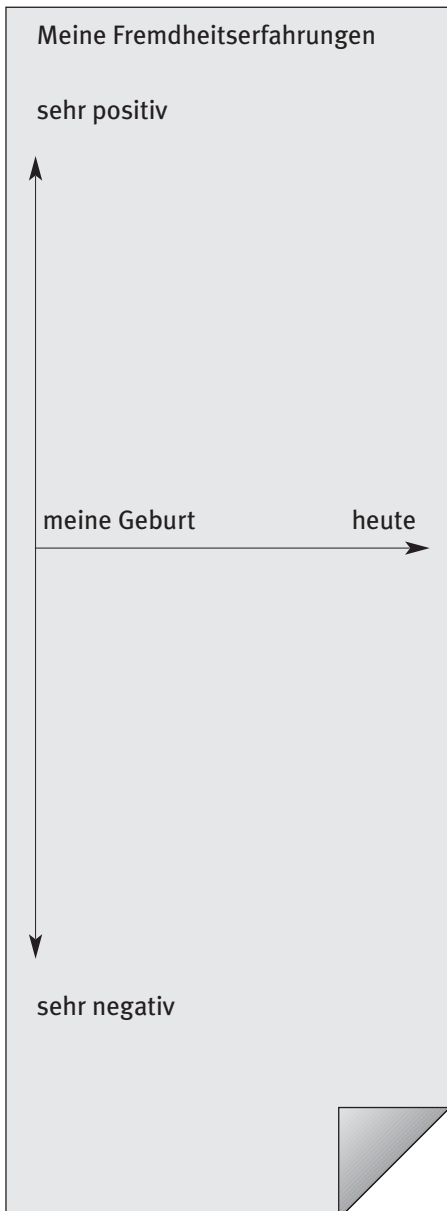 Meine Fremdheitserfahrungen
sehr positiv
meine Geburt heute
sehr negativ